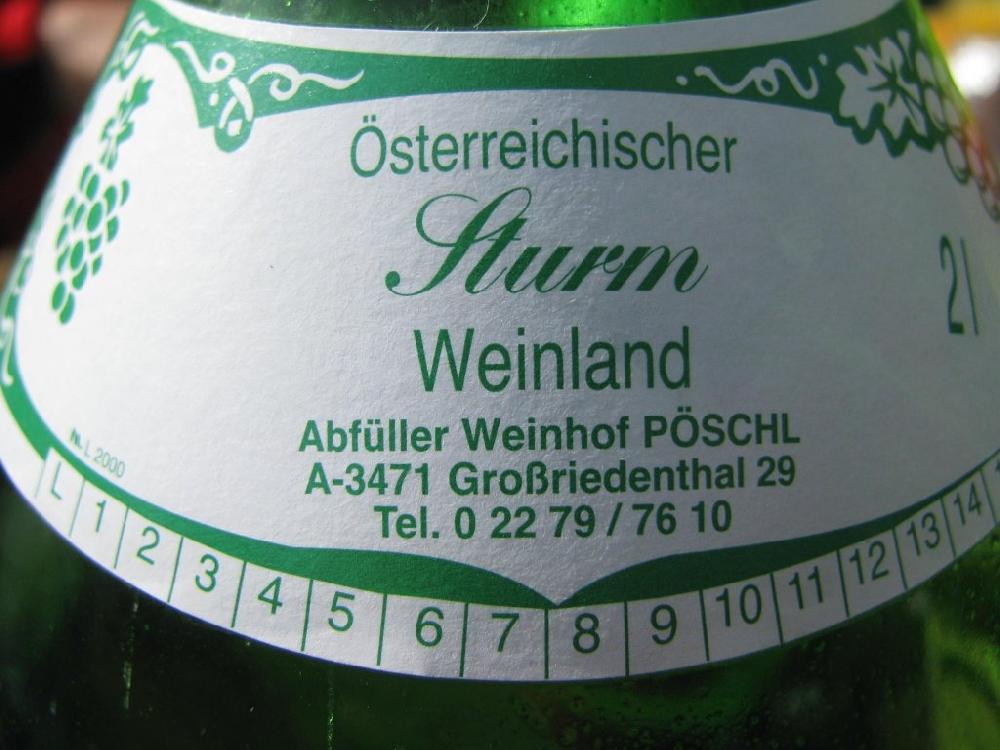 Österreichischer
Sturm
Weinland
2l
Abfüller Weinhof PÖSCHL
A-3471 Großriedenthal 29
Tel. 0 22 79 / 76 10
L 2000
L 1 2 3 4 5 6 7 8 9 10 11 12 13 14